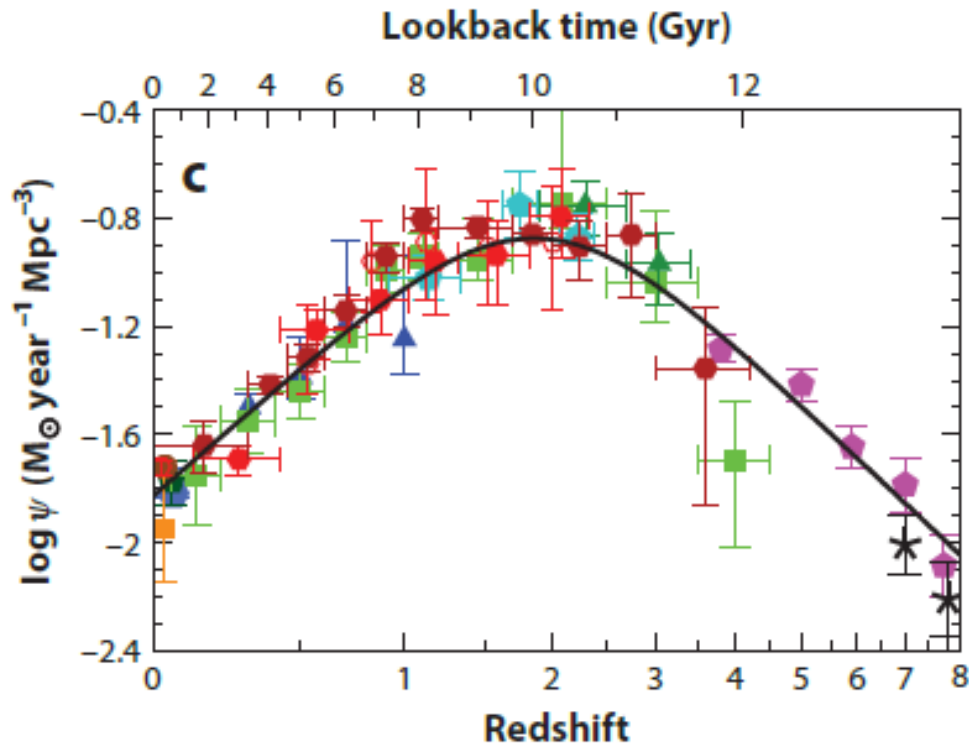 Lookback time (Gyr)
0 2 4 6 8 10 12
−0.4
c
−0.8
−1.2
−1.6
−2
−2.4
log ψ (M⊙ year⁻¹ Mpc⁻³)
0 1 2 3 4 5 6 7 8
Redshift